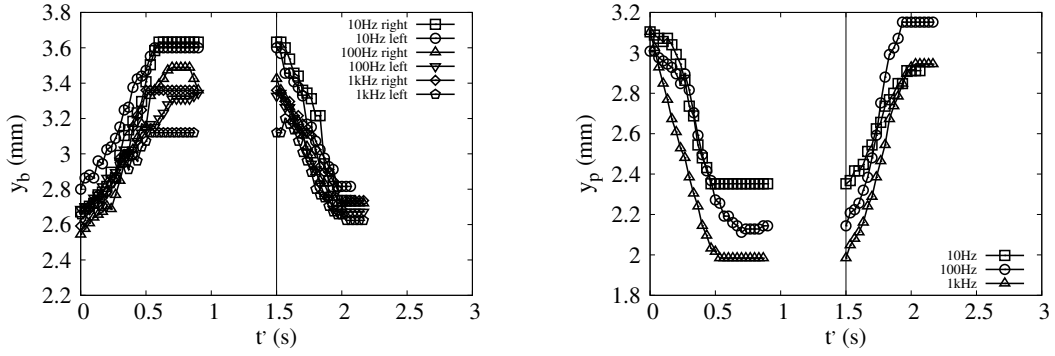 3.8
3.6
3.4
3.2
3
2.8
2.6
2.4
2.2
0 0.5 1 1.5 2 2.5 3
y_b (mm)
t' (s)
10Hz right
10Hz left
100Hz right
100Hz left
1kHz right
1kHz left
3.2
3
2.8
2.6
2.4
2.2
2
1.8
0 0.5 1 1.5 2 2.5 3
y_p (mm)
t' (s)
10Hz
100Hz
1kHz